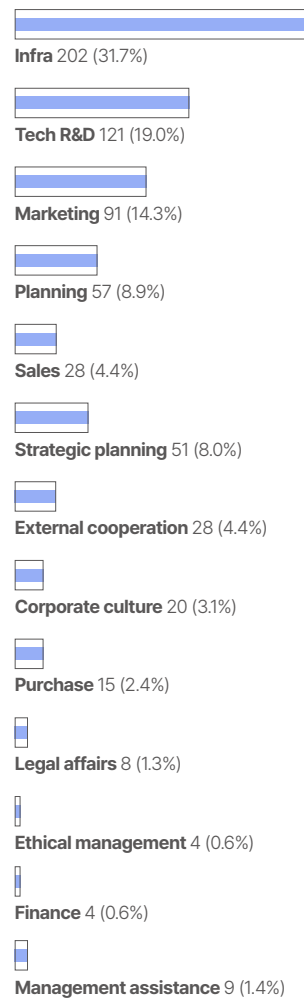 Infra 202 (31.7%)
Tech R&D 121 (19.0%)
Marketing 91 (14.3%)
Planning 57 (8.9%)
Sales 28 (4.4%)
Strategic planning 51 (8.0%)
External cooperation 28 (4.4%)
Corporate culture 20 (3.1%)
Purchase 15 (2.4%)
Legal affairs 8 (1.3%)
Ethical management 4 (0.6%)
Finance 4 (0.6%)
Management assistance 9 (1.4%)